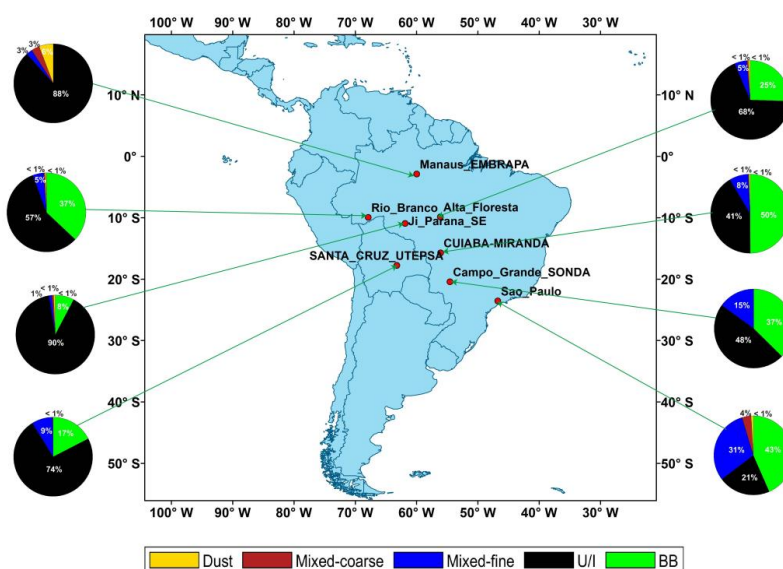 3%
3%
6%
88%
< 1%
< 1%
5%
25%
68%
10° N
0°
10° S
20° S
30° S
40° S
50° S
Manaus_EMBRAPA
Rio_Branco_Alta_Floresta
Ji_Parana_SE
CUIABA-MIRANDA
SANTA_CRUZ_UTEPSA
Campo_Grande_SONDA
Sao_Paulo
< 1%
< 1%
5%
37%
57%
< 1%
< 1%
8%
50%
41%
< 1%
1%
< 1%
8%
90%
15%
37%
48%
< 1%
9%
17%
74%
4%
< 1%
31%
43%
21%
100° W 90° W 80° W 70° W 60° W 50° W 40° W 30° W
Dust Mixed-coarse Mixed-fine U/I BB